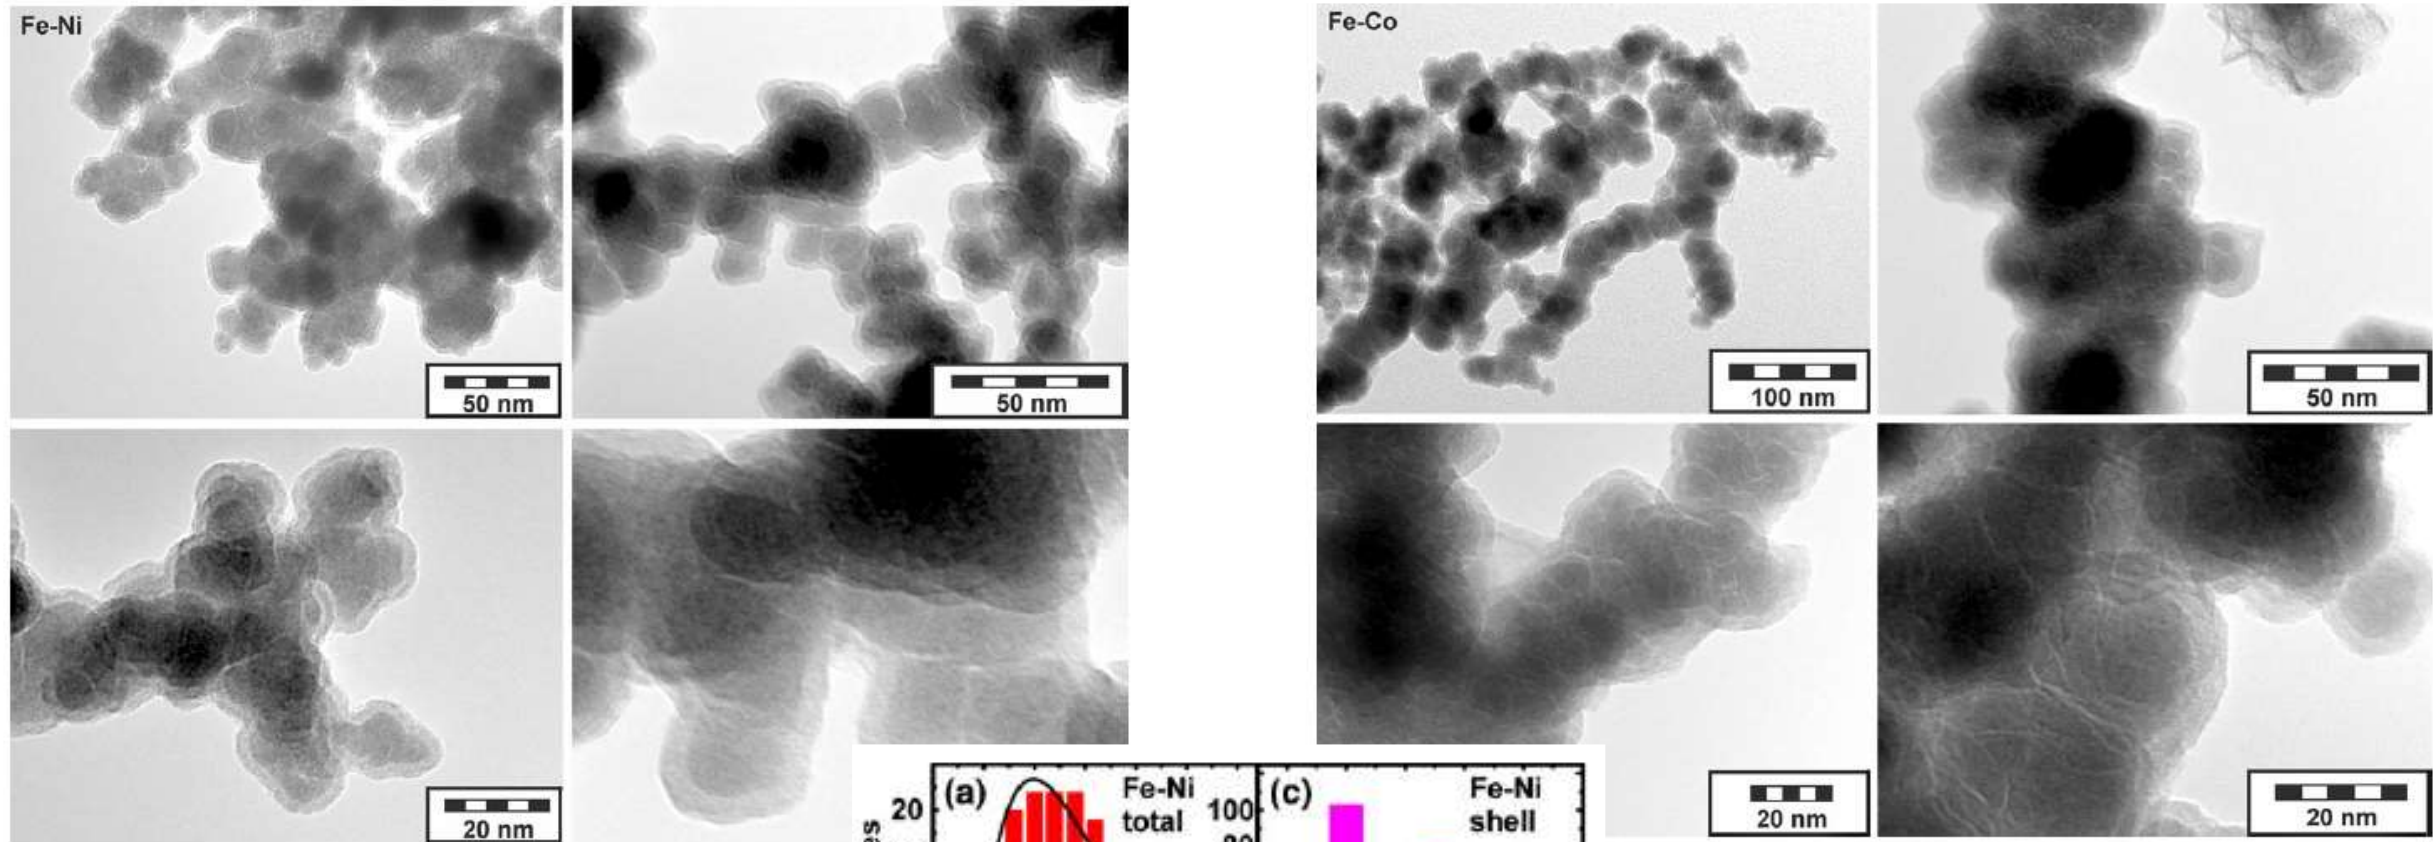 Fe-Ni
50 nm
50 nm
Fe-Co
100 nm
50 nm
20 nm
20 nm
20 nm
(a)
Fe-Ni
total
20
(c)
Fe-Ni
shell
100